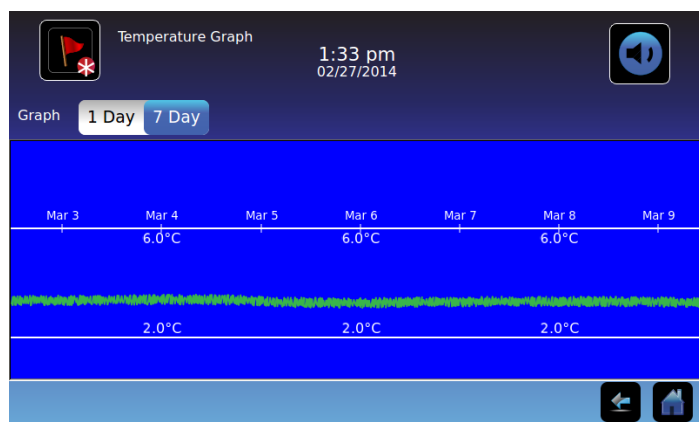 Temperature Graph
1:33 pm
02/27/2014
Graph 1 Day 7 Day
Mar 3 Mar 4 Mar 5 Mar 6 Mar 7 Mar 8 Mar 9
6.0°C 6.0°C 6.0°C
2.0°C 2.0°C 2.0°C